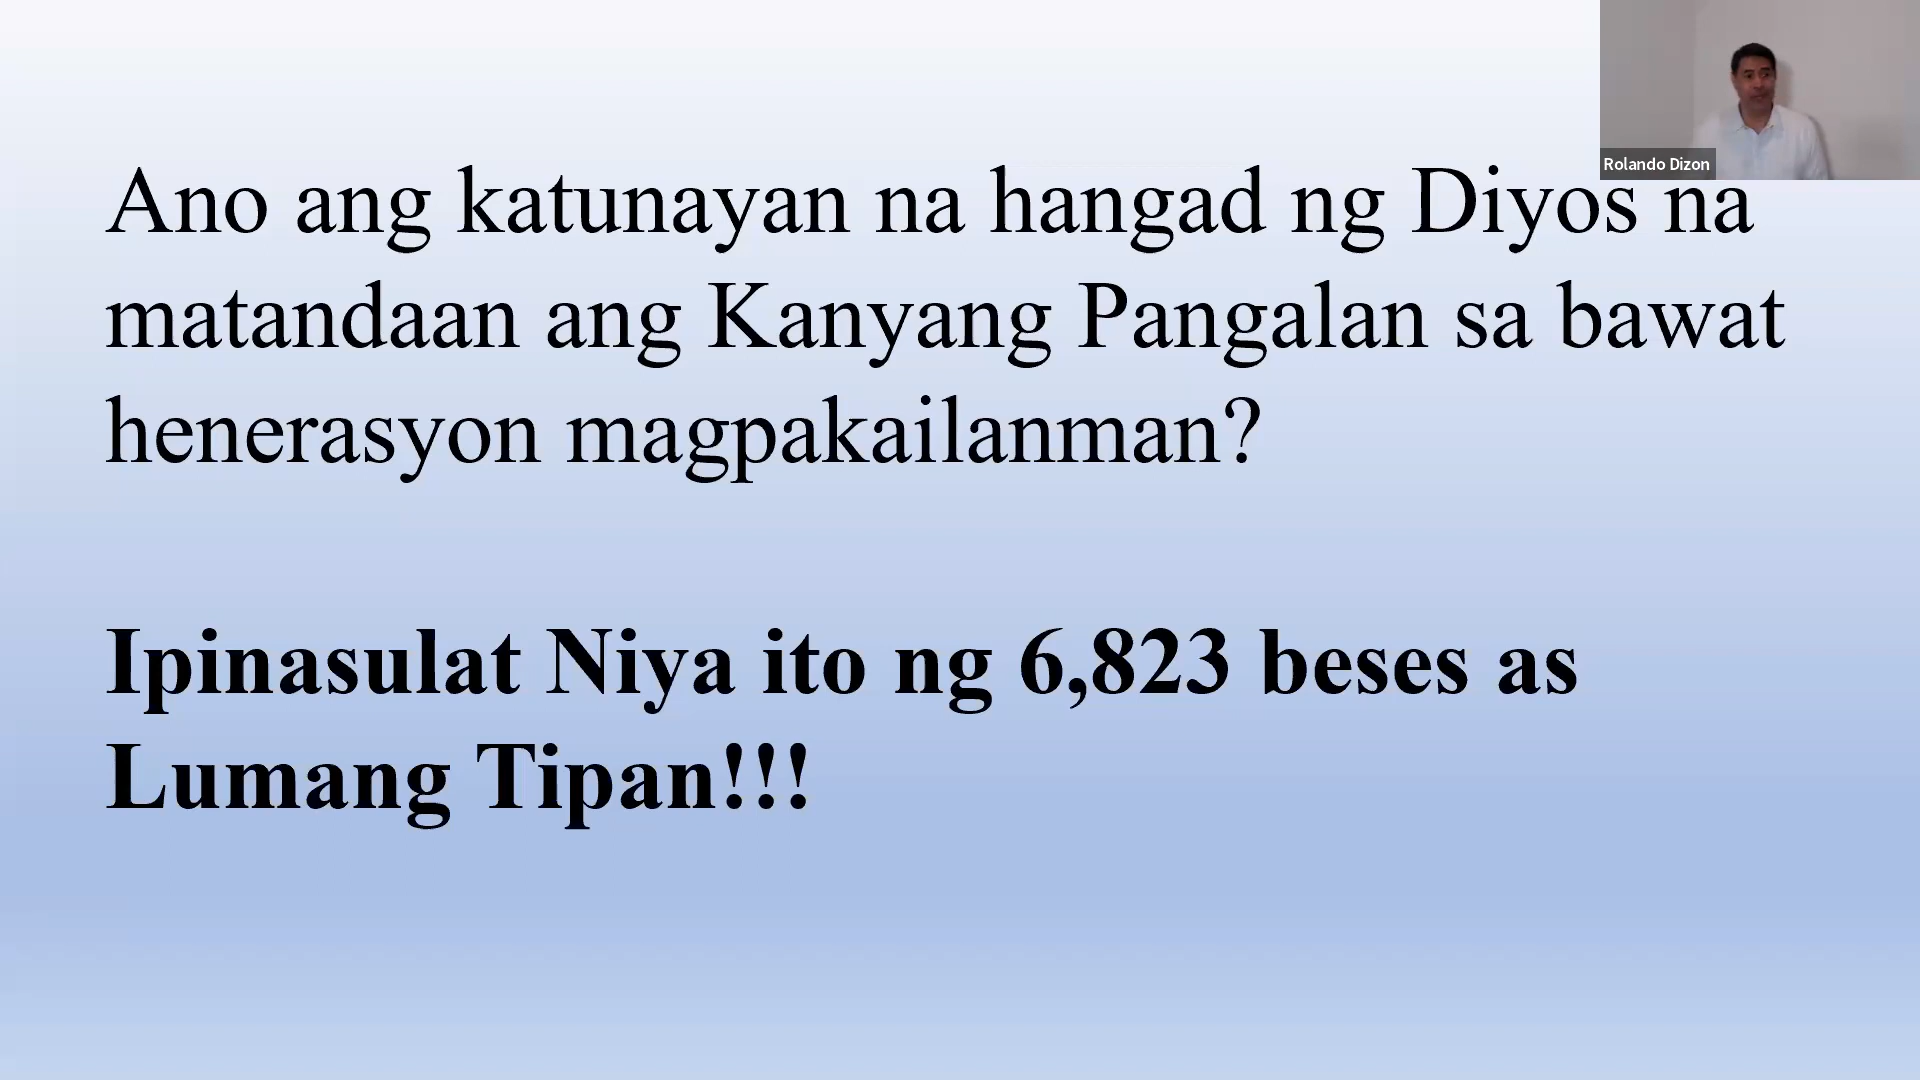 Rolando Dizon
Ano ang katunayan na hangad ng Diyos na
matandaan ang Kanyang Pangalan sa bawat
henerasyon magpakailanman?
Ipinasulat Niya ito ng 6,823 beses as
Lumang Tipan!!!